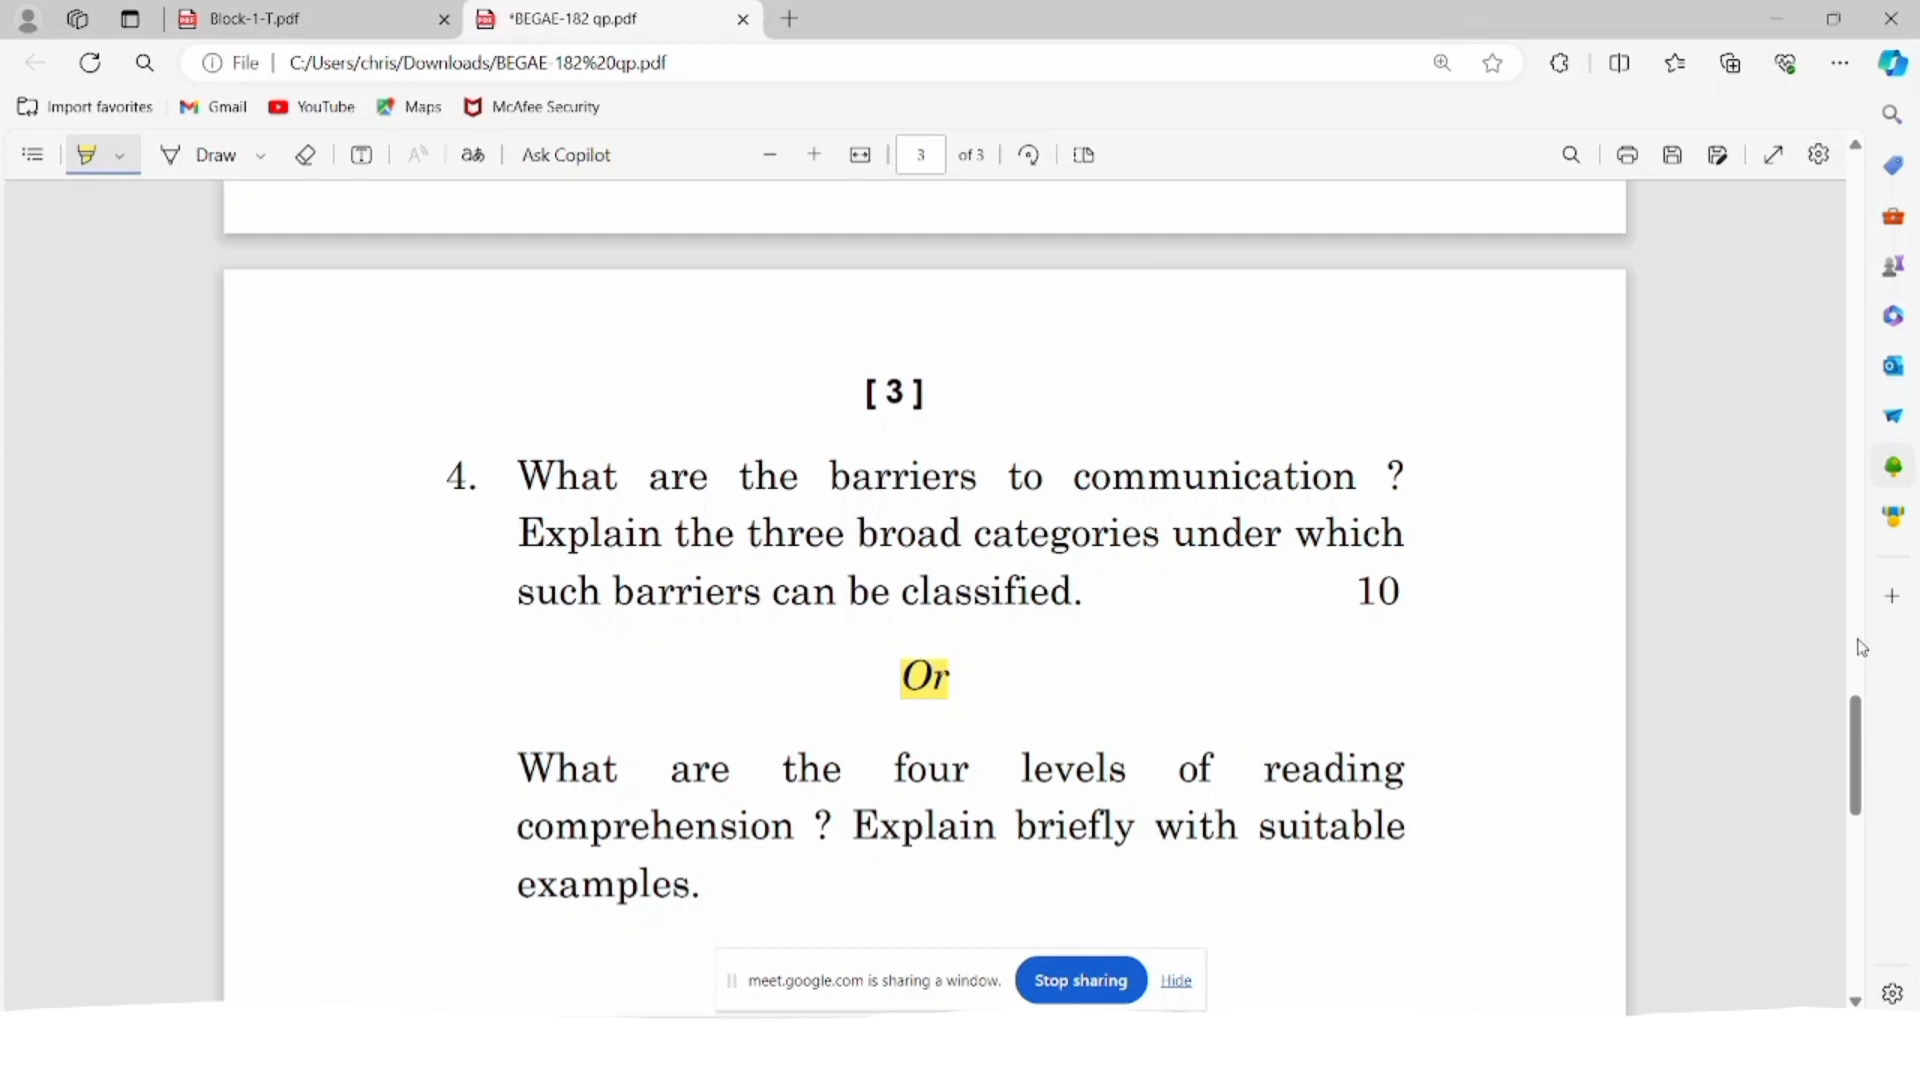 Block-1-T.pdf
*BEGAE-182 qp.pdf
File
C:/Users/chris/Downloads/BEGAE-182%20qp.pdf
Import favorites
Gmail
YouTube
Maps
McAfee Security
Draw
aあ
Ask Copilot
3
of 3
[ 3 ]
4. What are the barriers to communication ?
Explain the three broad categories under which
such barriers can be classified. 10
Or
What are the four levels of reading
comprehension ? Explain briefly with suitable
examples.
meet.google.com is sharing a window.
Stop sharing
Hide